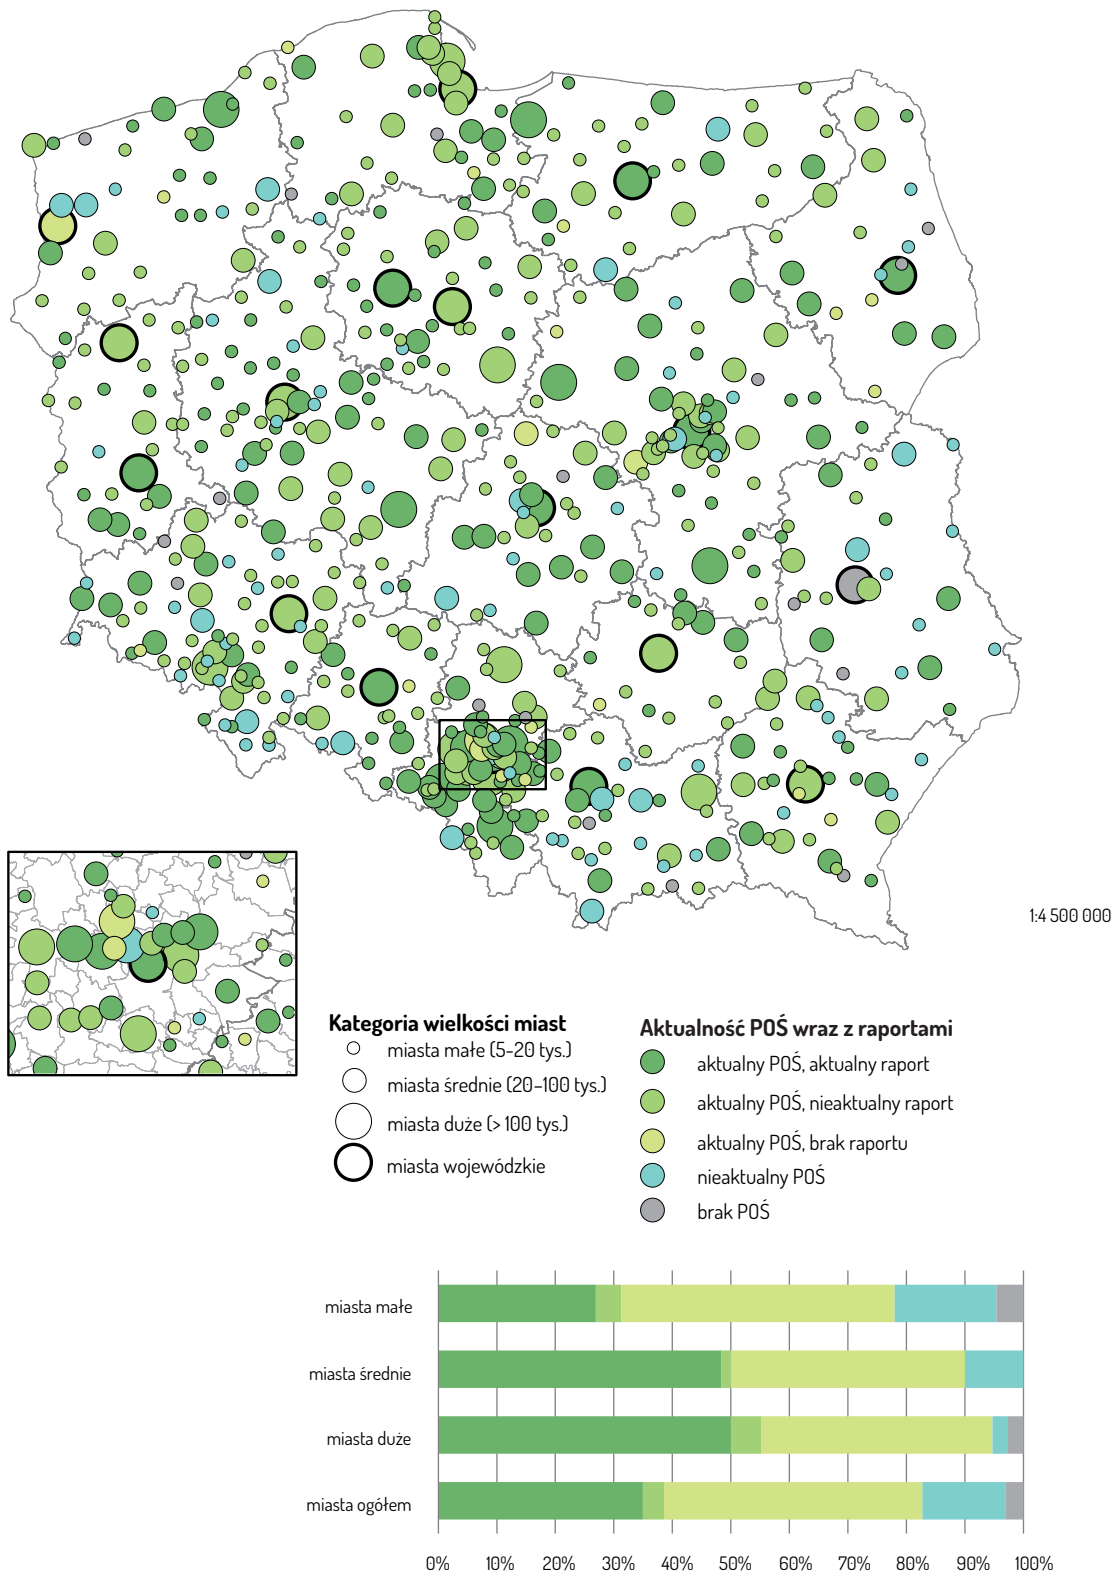 1:4 500 000
Kategoria wielkości miast
miasta małe (5–20 tys.)
miasta średnie (20–100 tys.)
miasta duże (> 100 tys.)
miasta wojewódzkie
Aktualność POŚ wraz z raportami
aktualny POŚ, aktualny raport
aktualny POŚ, nieaktualny raport
aktualny POŚ, brak raportu
nieaktualny POŚ
brak POŚ
miasta małe
miasta średnie
miasta duże
miasta ogółem
0% 10% 20% 30% 40% 50% 60% 70% 80% 90% 100%